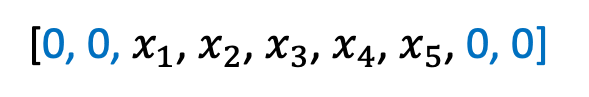 [0, 0, x₁, x₂, x₃, x₄, x₅, 0, 0]